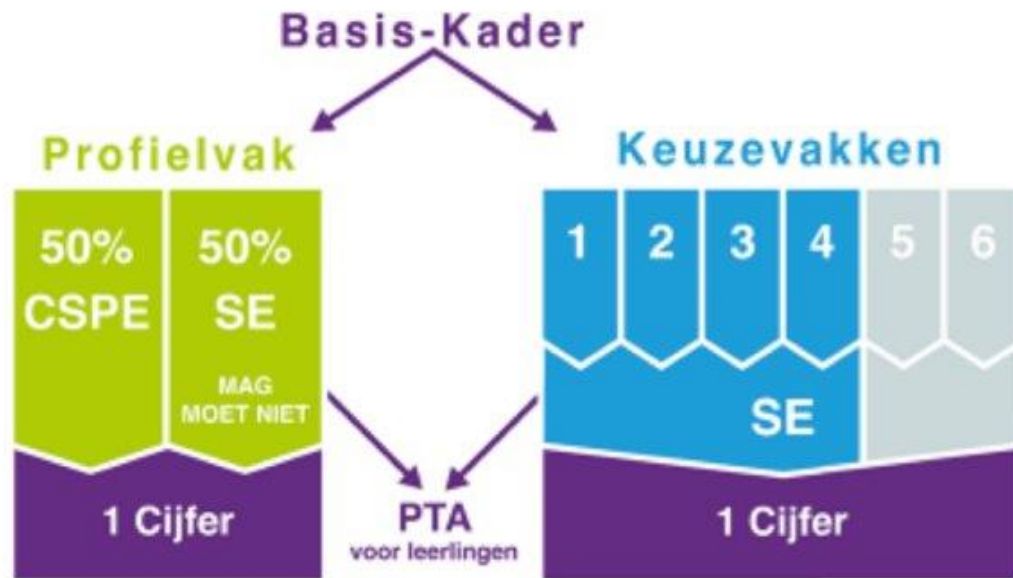 Basis-Kader
Profielvak
50%
CSPE
50%
SE
MAG
MOET NIET
1 Cijfer
PTA
voor leerlingen
Keuzevakken
1 2 3 4 5 6
SE
1 Cijfer